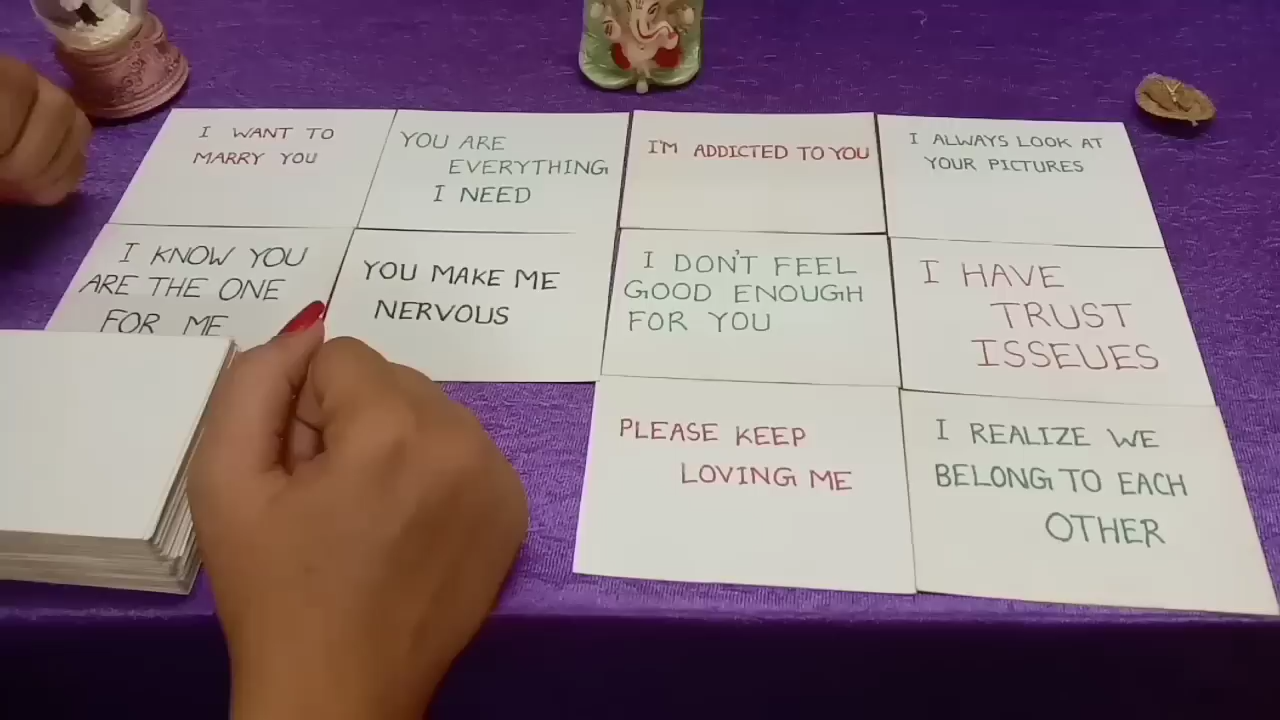 I WANT TO
MARRY YOU
YOU ARE
EVERYTHING
I NEED
I'M ADDICTED TO YOU
I ALWAYS LOOK AT
YOUR PICTURES
I KNOW YOU
ARE THE ONE
FOR ME
YOU MAKE ME
NERVOUS
I DON'T FEEL
GOOD ENOUGH
FOR YOU
I HAVE
TRUST
ISSEUES
PLEASE KEEP
LOVING ME
I REALIZE WE
BELONG TO EACH
OTHER